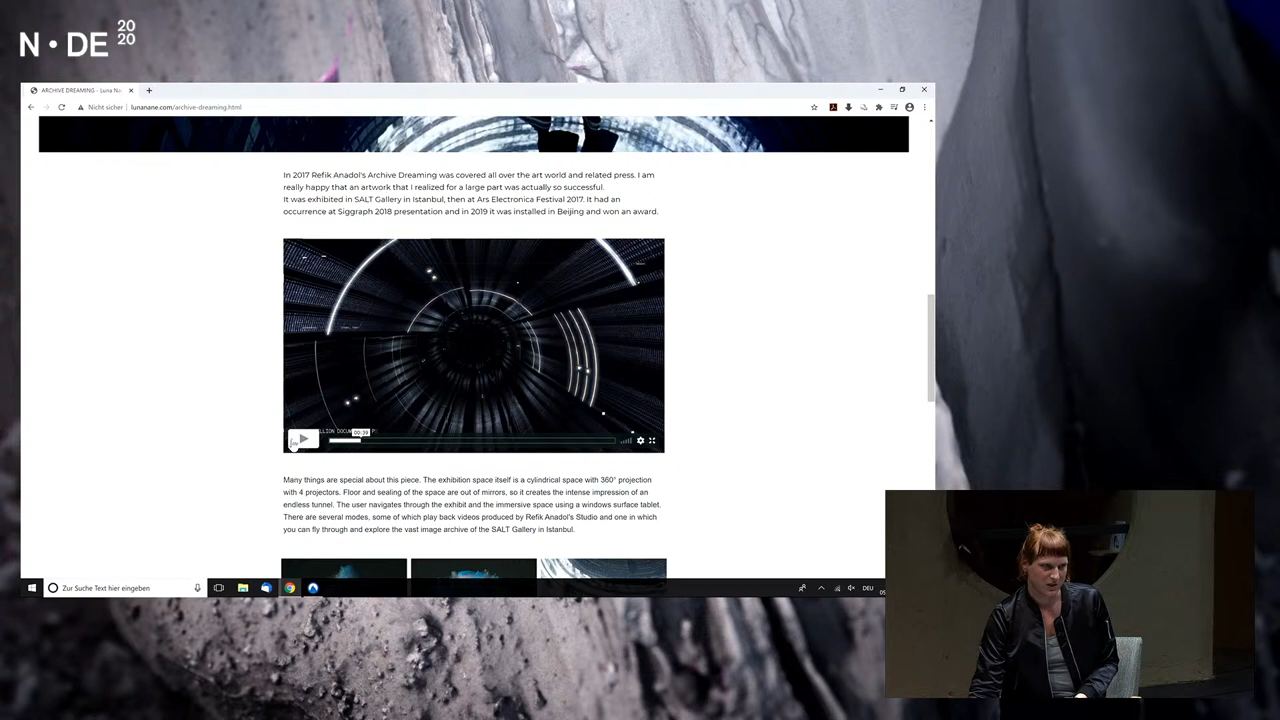 N•DE 20
20
ARCHIVE DREAMING - Luna Na
Nicht sicher | lunanane.com/archive-dreaming.html
In 2017 Refik Anadol's Archive Dreaming was covered all over the art world and related press. I am
really happy that an artwork that I realized for a large part was actually so successful.
It was exhibited in SALT Gallery in Istanbul, then at Ars Electronica Festival 2017. It had an
occurrence at Siggraph 2018 presentation and in 2019 it was installed in Beijing and won an award.
00:39
Many things are special about this piece. The exhibition space itself is a cylindrical space with 360° projection
with 4 projectors. Floor and sealing of the space are out of mirrors, so it creates the intense impression of an
endless tunnel. The user navigates through the exhibit and the immersive space using a windows surface tablet.
There are several modes, some of which play back videos produced by Refik Anadol's Studio and one in which
you can fly through and explore the vast image archive of the SALT Gallery in Istanbul.
Zur Suche Text hier eingeben
DEU